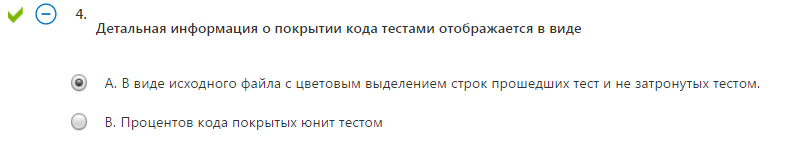 4.
Детальная информация о покрытии кода тестами отображается в виде
A. В виде исходного файла с цветовым выделением строк прошедших тест и не затронутых тестом.
B. Процентов кода покрытых юнит тестом